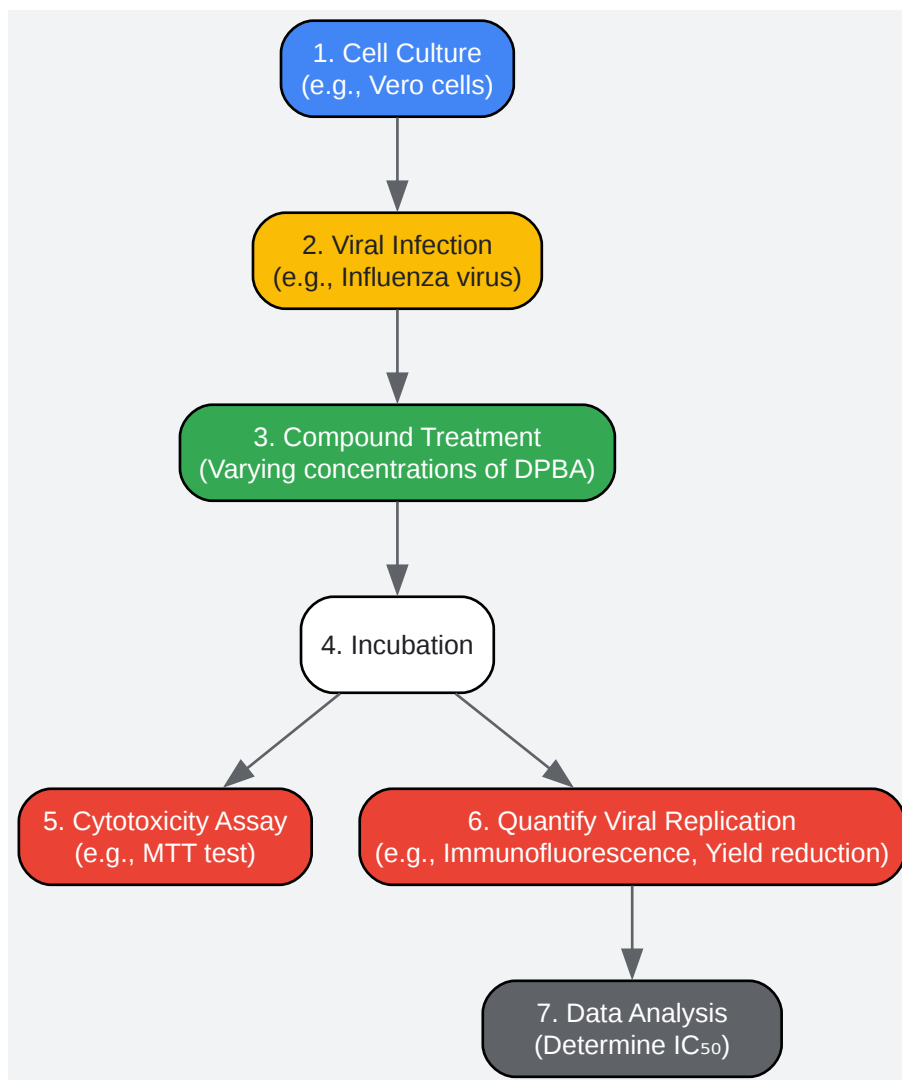 1. Cell Culture
(e.g., Vero cells)
2. Viral Infection
(e.g., Influenza virus)
3. Compound Treatment
(Varying concentrations of DPBA)
4. Incubation
5. Cytotoxicity Assay
(e.g., MTT test)
6. Quantify Viral Replication
(e.g., Immunofluorescence, Yield reduction)
7. Data Analysis
(Determine IC₅₀)